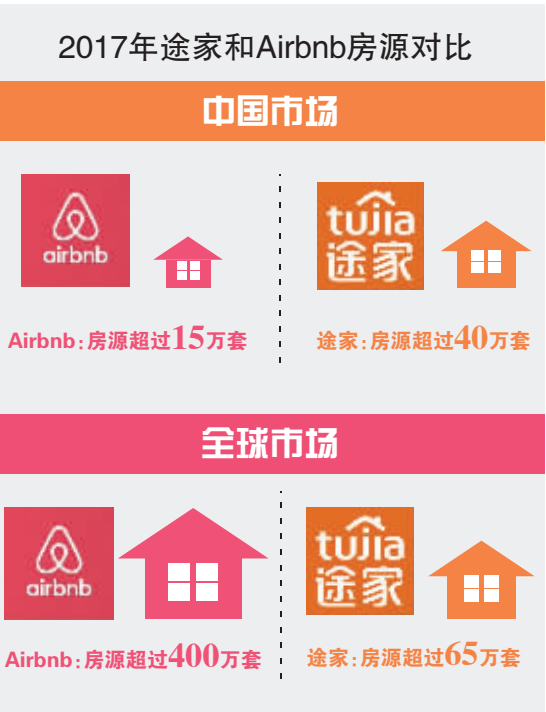 2017年途家和Airbnb房源对比
中国市场
airbnb
tujia
途家
Airbnb:房源超过15万套
途家:房源超过40万套
全球市场
airbnb
tujia
途家
Airbnb:房源超过400万套
途家:房源超过65万套